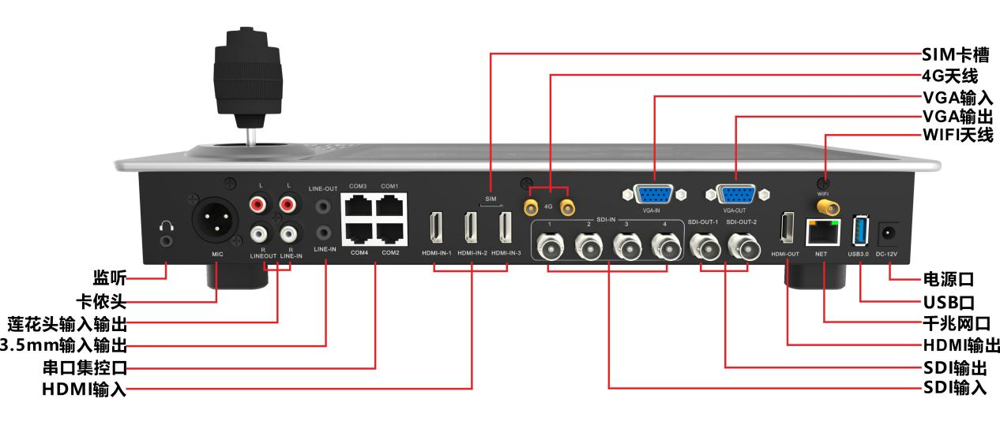 SIM卡槽
4G天线
VGA输入
VGA输出
WIFI天线
L
L
LINE-OUT
COM3
COM1
SIM
4G
VGA-IN
VGA-OUT
WIFI
SDI-IN
1
2
3
4
SDI-OUT-1
SDI-OUT-2
R
LINEOUT
R
LINE-IN
LINE-IN
MIC
COM4
COM2
HDMI-IN-1
HDMI-IN-2
HDMI-IN-3
HDMI-OUT
NET
USB3.0
DC-12V
监听
卡侬头
莲花头输入输出
3.5mm输入输出
串口集控口
HDMI输入
电源口
USB口
千兆网口
HDMI输出
SDI输出
SDI输入